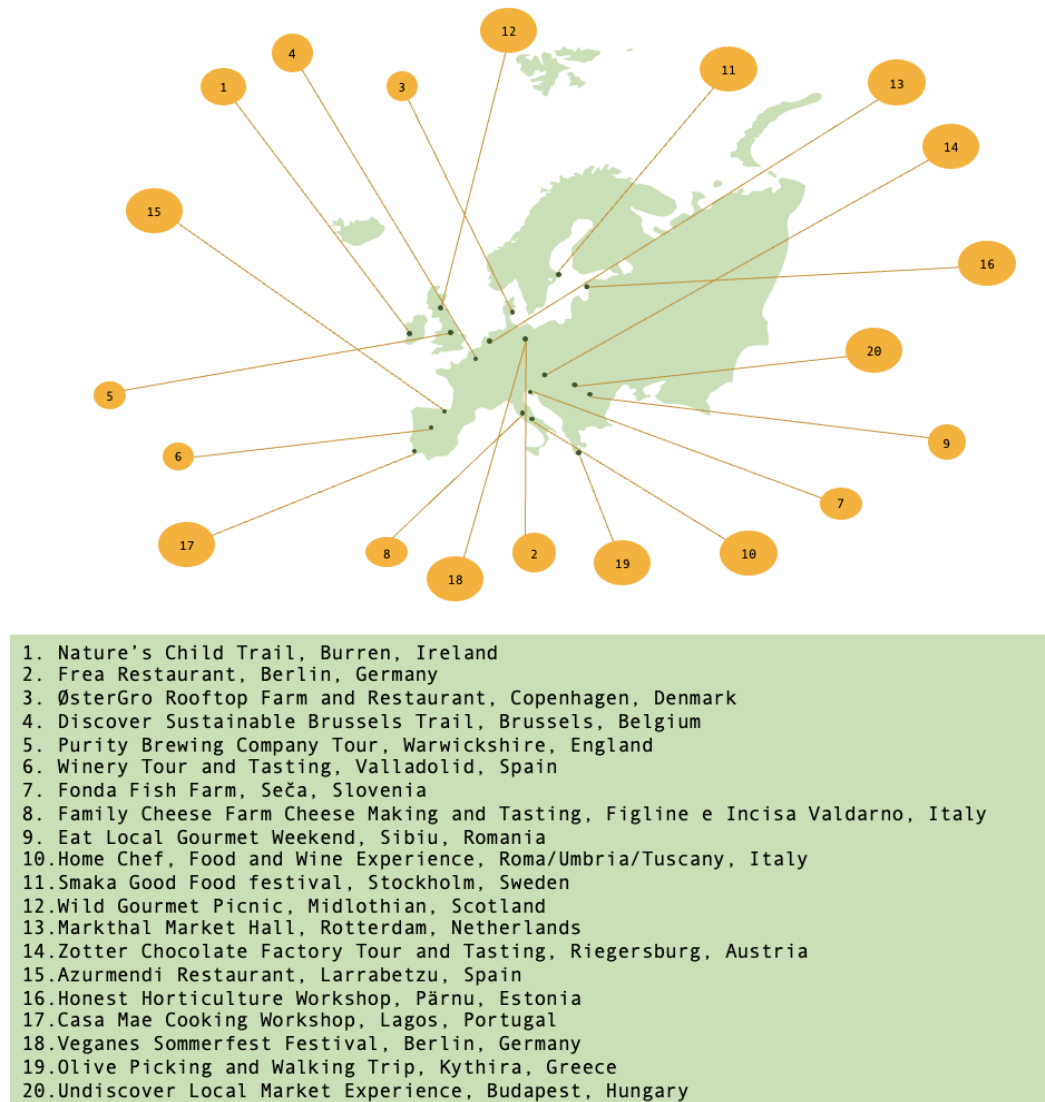 12
4
11
3
13
1
14
15
16
20
5
9
6
7
17
8
2
10
19
18
1. Nature’s Child Trail, Burren, Ireland
2. Frea Restaurant, Berlin, Germany
3. ØsterGro Rooftop Farm and Restaurant, Copenhagen, Denmark
4. Discover Sustainable Brussels Trail, Brussels, Belgium
5. Purity Brewing Company Tour, Warwickshire, England
6. Winery Tour and Tasting, Valladolid, Spain
7. Fonda Fish Farm, Seča, Slovenia
8. Family Cheese Farm Cheese Making and Tasting, Figline e Incisa Valdarno, Italy
9. Eat Local Gourmet Weekend, Sibiu, Romania
10.Home Chef, Food and Wine Experience, Roma/Umbria/Tuscany, Italy
11.Smaka Good Food festival, Stockholm, Sweden
12.Wild Gourmet Picnic, Midlothian, Scotland
13.Markthal Market Hall, Rotterdam, Netherlands
14.Zotter Chocolate Factory Tour and Tasting, Riegersburg, Austria
15.Azurmendi Restaurant, Larrabetzu, Spain
16.Honest Horticulture Workshop, Pärnu, Estonia
17.Casa Mae Cooking Workshop, Lagos, Portugal
18.Veganes Sommerfest Festival, Berlin, Germany
19.Olive Picking and Walking Trip, Kythira, Greece
20.Undiscover Local Market Experience, Budapest, Hungary